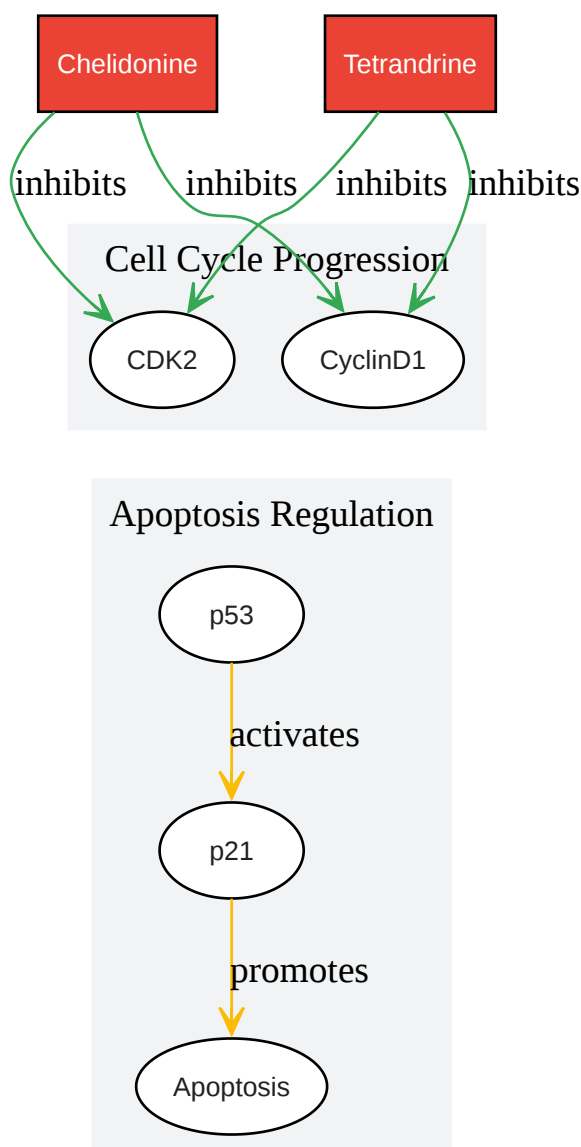 Chelidonine Tetrandrine
inhibits inhibits inhibits inhibits
Cell Cycle Progression
CDK2 CyclinD1
Apoptosis Regulation
p53
activates
p21
promotes
Apoptosis